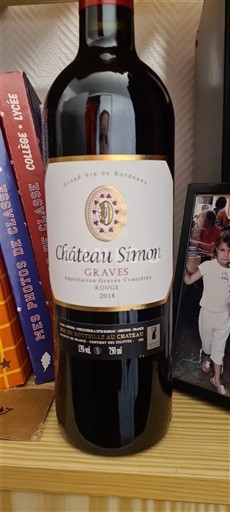 COLLÈGE • LYCÉE
MES PHOTOS DE CLASSE
DE CLASSE
Grand Vin de Bordeaux
Château Simon
GRAVES
Appellation Graves Contrôlée
ROUGE
2018
MIS EN BOUTEILLE AU CHATEAU
13% vol. 750 ml